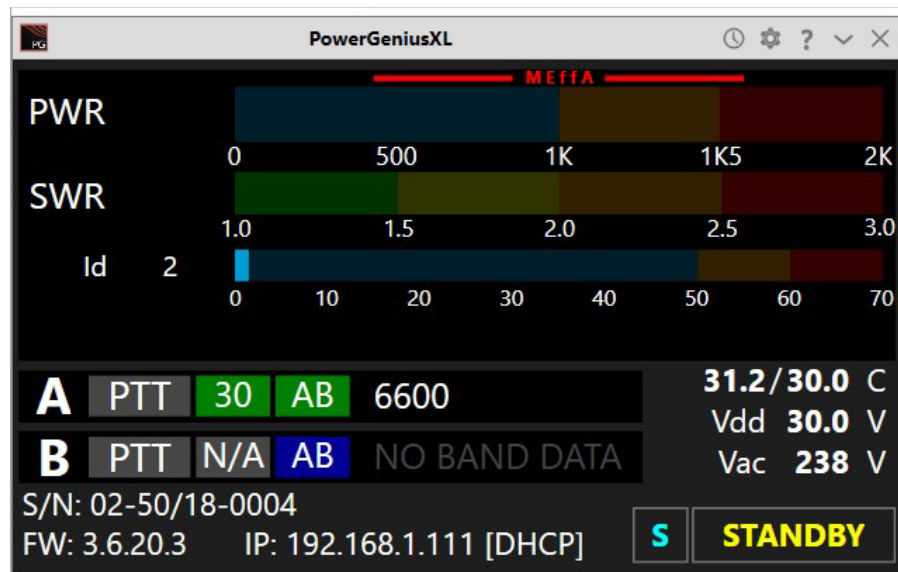 PG PowerGeniusXL ?
MEffA
PWR
0 500 1K 1K5 2K
SWR
1.0 1.5 2.0 2.5 3.0
Id 2
0 10 20 30 40 50 60 70
A PTT 30 AB 6600
31.2/30.0 C
B PTT N/A AB NO BAND DATA
Vdd 30.0 V
Vac 238 V
S/N: 02-50/18-0004
FW: 3.6.20.3 IP: 192.168.1.111 [DHCP] S STANDBY